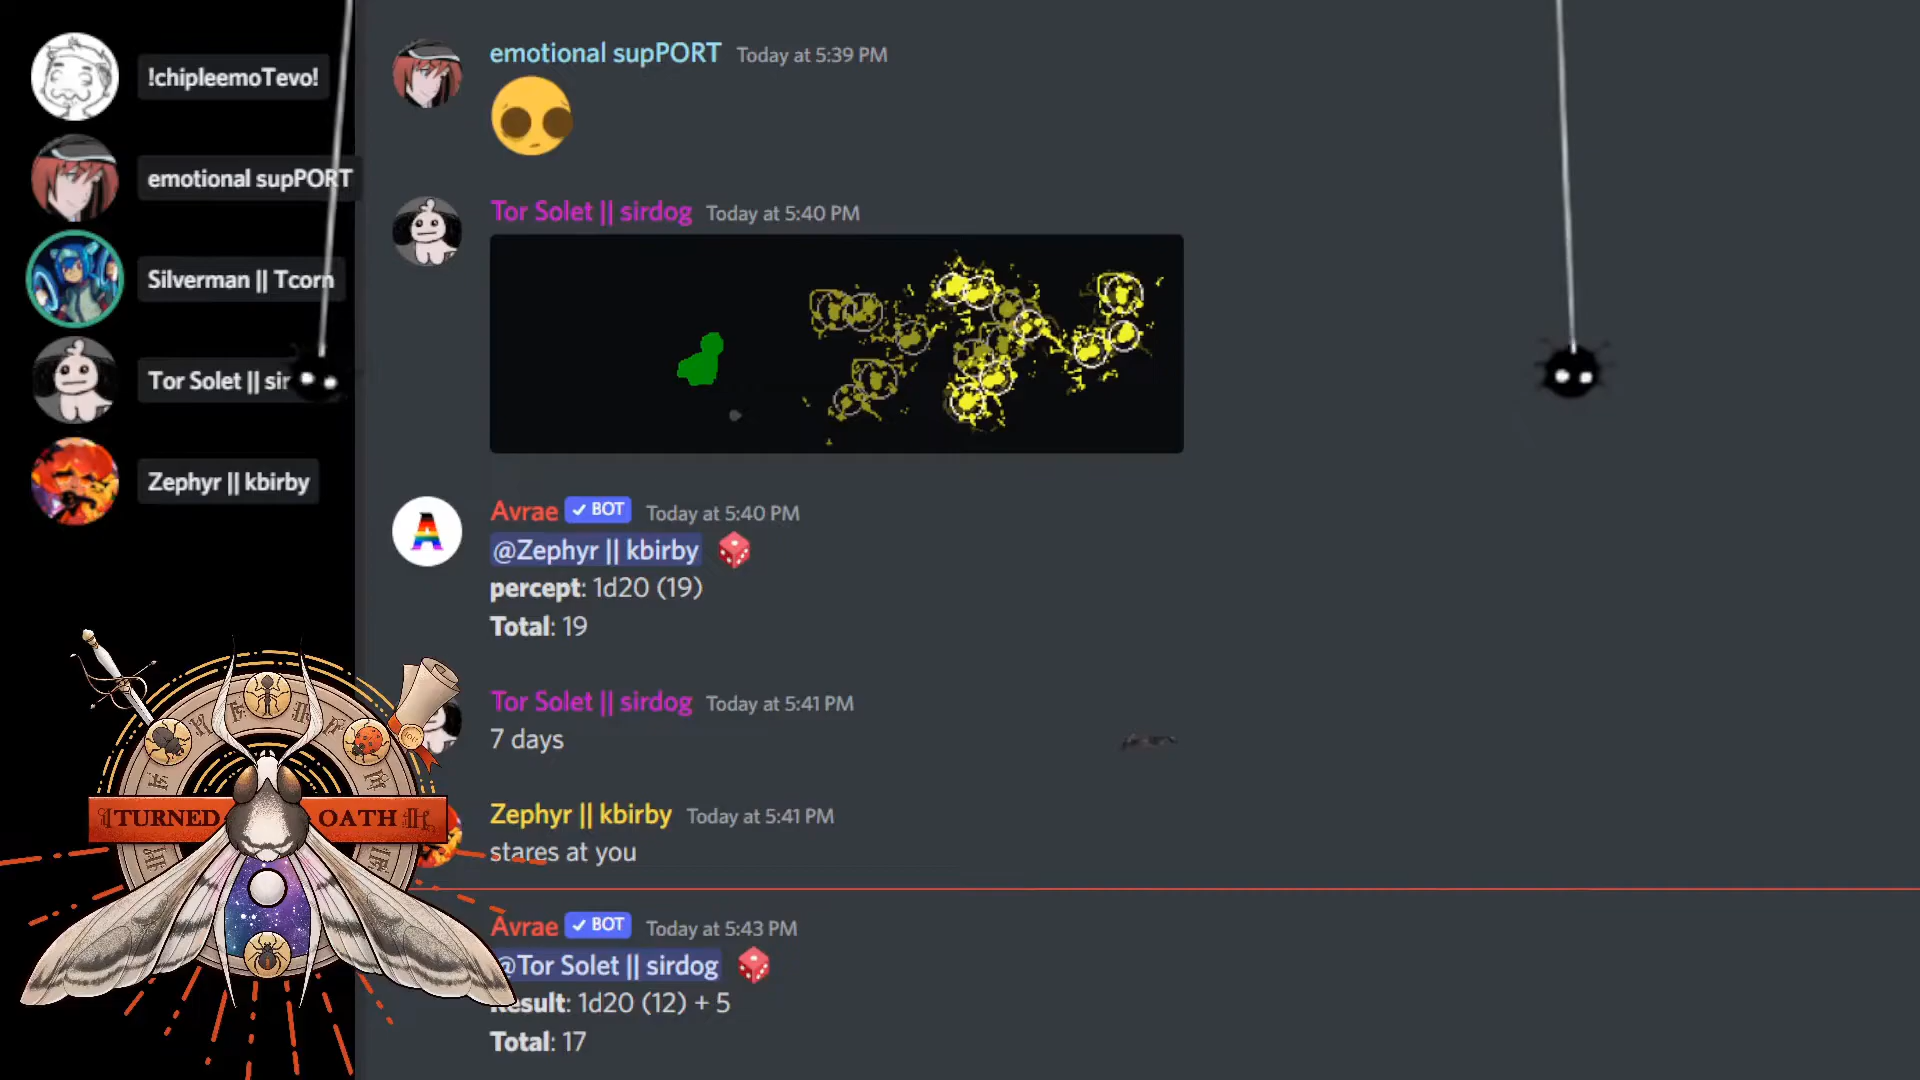 !chipleemoTevo!
emotional supPORT
Silverman || Tcorn
Tor Solet || sir
Zephyr || kbirby
TURNED OATH
emotional supPORT Today at 5:39 PM
Tor Solet || sirdog Today at 5:40 PM
A
Avrae ✓ BOT Today at 5:40 PM
@Zephyr || kbirby
percept: 1d20 (19)
Total: 19
Tor Solet || sirdog Today at 5:41 PM
7 days
Zephyr || kbirby Today at 5:41 PM
stares at you
Avrae ✓ BOT Today at 5:43 PM
@Tor Solet || sirdog
Result: 1d20 (12) + 5
Total: 17